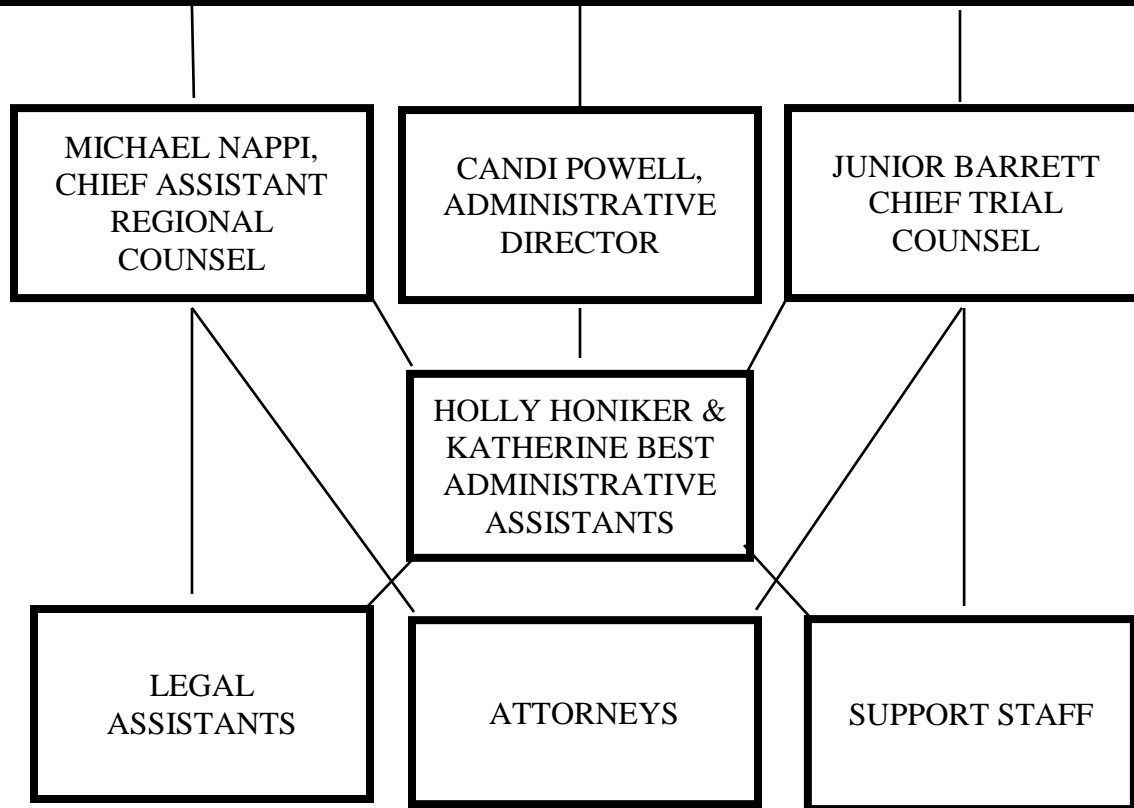 MICHAEL NAPPI,
CHIEF ASSISTANT
REGIONAL
COUNSEL
CANDI POWELL,
ADMINISTRATIVE
DIRECTOR
JUNIOR BARRETT
CHIEF TRIAL
COUNSEL
HOLLY HONIKER &
KATHERINE BEST
ADMINISTRATIVE
ASSISTANTS
LEGAL
ASSISTANTS
ATTORNEYS
SUPPORT STAFF